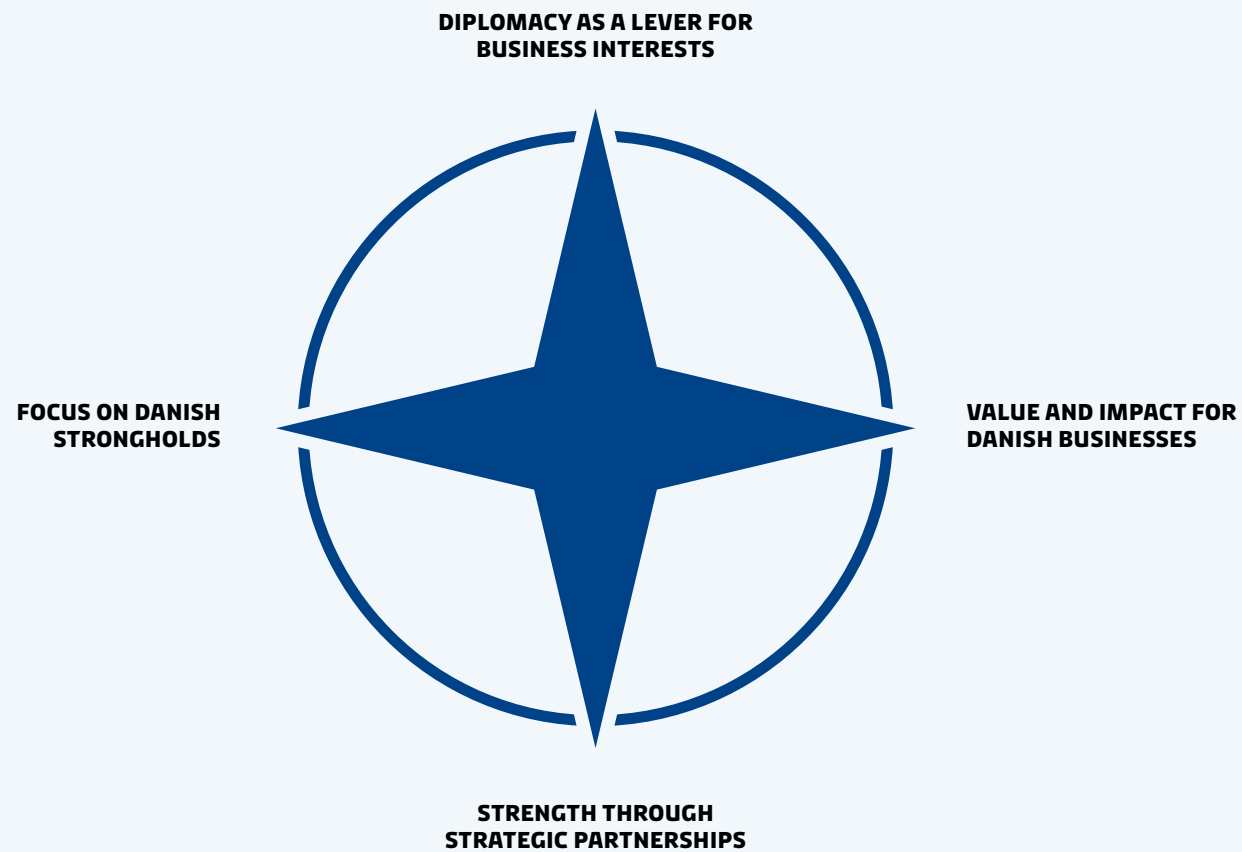 DIPLOMACY AS A LEVER FOR
BUSINESS INTERESTS
FOCUS ON DANISH
STRONGHOLDS
VALUE AND IMPACT FOR
DANISH BUSINESSES
STRENGTH THROUGH
STRATEGIC PARTNERSHIPS